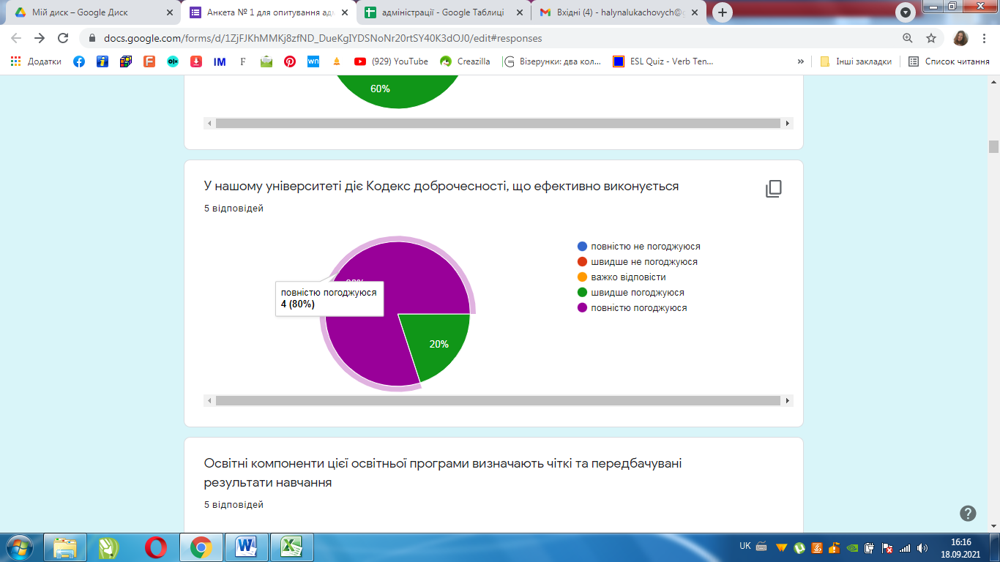 Мій диск – Google Диск
Анкета № 1 для опитування адм
адміністрації - Google Таблиці
Вхідні (4) - halynalukachovych@g
docs.google.com/forms/d/1ZjFJKhMMKj8zfND_DueKgIYDSNoNr20rtSY40K3dOJ0/edit#responses
Додатки
IM
F
wn
(929) YouTube
Creazilla
Візерунки: два кол...
ESL Quiz - Verb Ten...
»
Інші закладки
Список читання
60%
У нашому університеті діє Кодекс доброчесності, що ефективно виконується
5 відповідей
повністю не погоджуюся
швидше не погоджуюся
важко відповісти
швидше погоджуюся
повністю погоджуюся
повністю погоджуюся
4 (80%)
20%
Освітні компоненти цієї освітньої програми визначають чіткі та передбачувані
результати навчання
5 відповідей
UK
16:16
18.09.2021